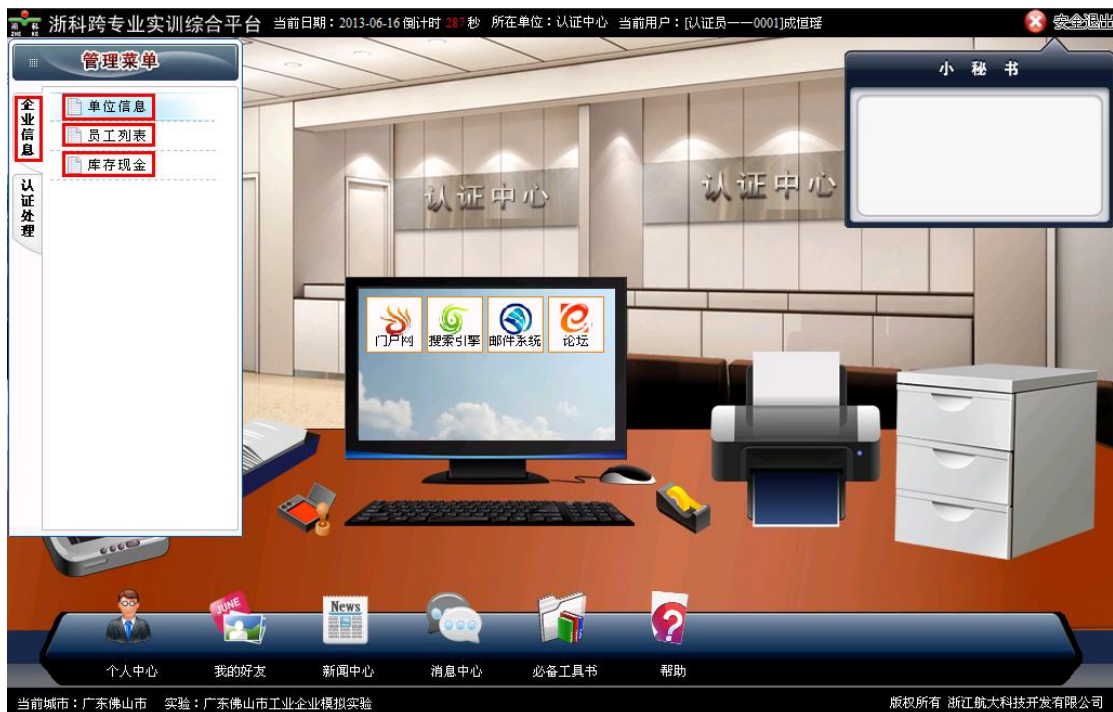 浙科
ZHE KE
浙科跨专业实训综合平台 当前日期：2013-06-16 倒计时 287 秒 所在单位：认证中心 当前用户：[认证员——0001]成恒瑶
安全退出
管理菜单
企业信息
认证处理
单位信息
员工列表
库存现金
小秘书
认证中心
认证中心
门户网 搜索引擎 邮件系统 论坛
JUNE
News
个人中心 我的好友 新闻中心 消息中心 必备工具书 帮助
当前城市：广东佛山市 实验：广东佛山市工业企业模拟实验
版权所有 浙江航大科技开发有限公司